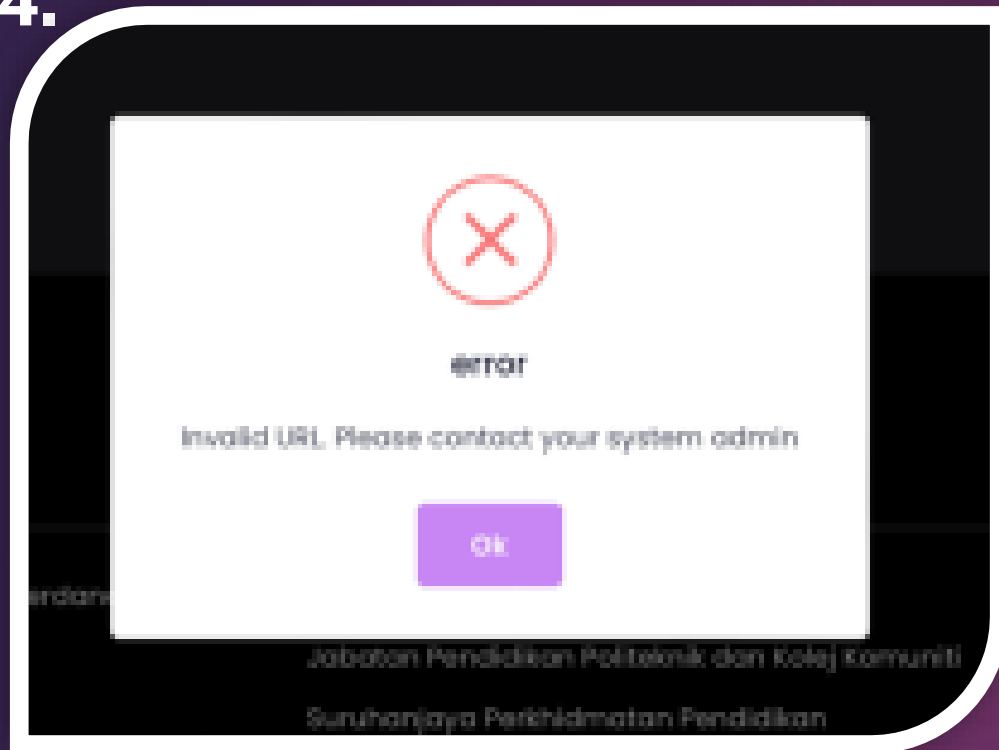 4.
error
Invalid URL. Please contact your system admin
Ok
Jabatan Pendidikan Politeknik dan Kolej Komuniti
Suruhanjaya Perkhidmatan Pendidikan